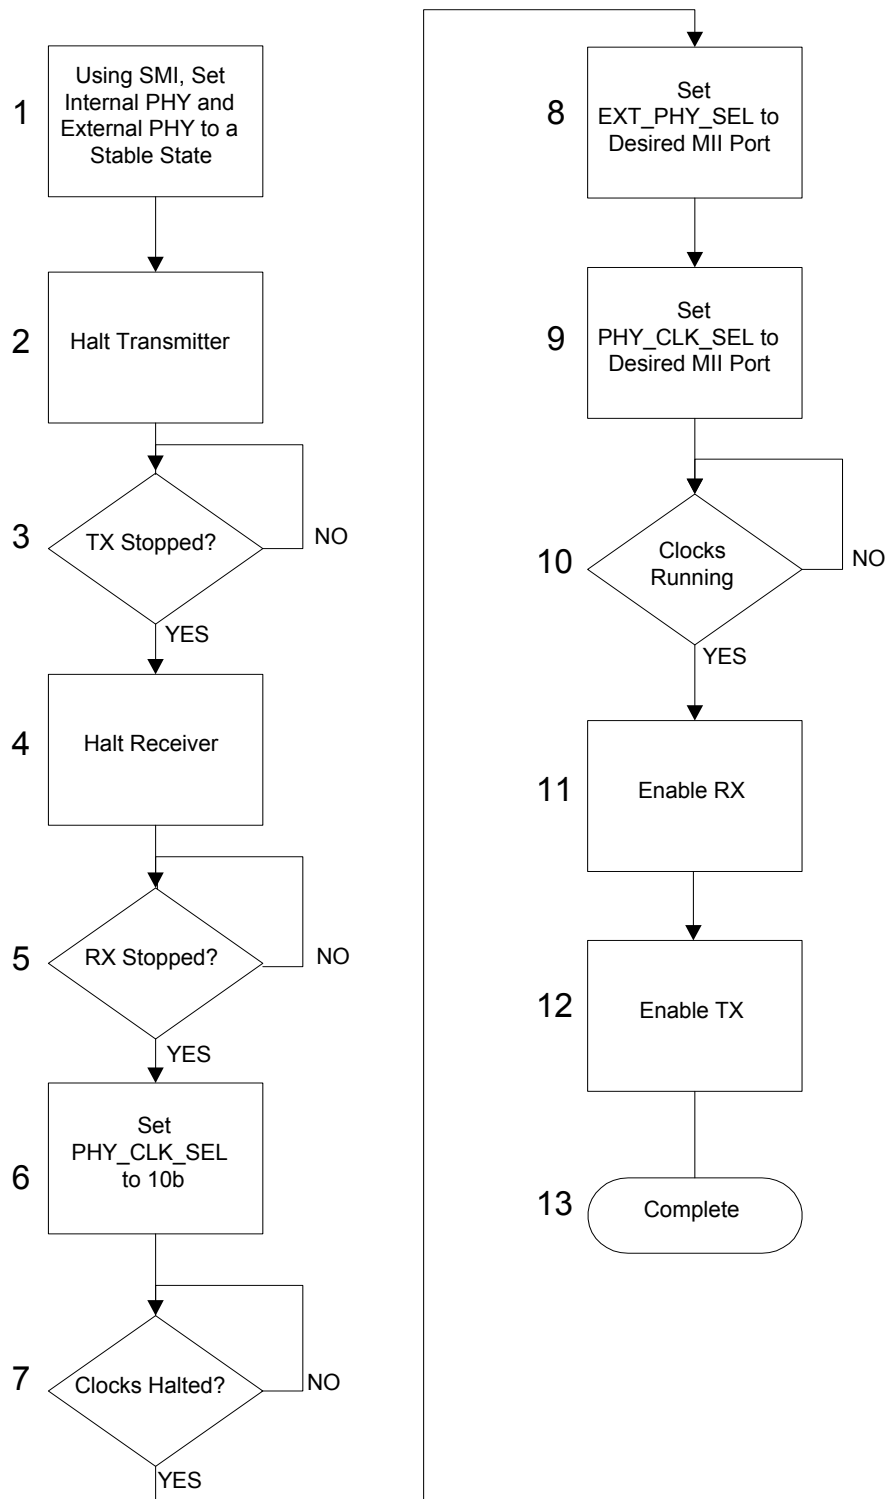 1
Using SMI, Set
Internal PHY and
External PHY to a
Stable State
2
Halt Transmitter
3
TX Stopped?
NO
YES
4
Halt Receiver
5
RX Stopped?
NO
YES
6
Set
PHY_CLK_SEL
to 10b
7
Clocks Halted?
NO
YES
8
Set
EXT_PHY_SEL to
Desired MII Port
9
Set
PHY_CLK_SEL to
Desired MII Port
10
Clocks
Running
NO
YES
11
Enable RX
12
Enable TX
13
Complete